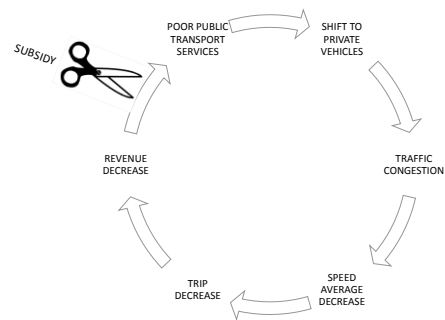 SUBSIDY
POOR PUBLIC
TRANSPORT
SERVICES
SHIFT TO
PRIVATE
VEHICLES
TRAFFIC
CONGESTION
SPEED
AVERAGE
DECREASE
TRIP
DECREASE
REVENUE
DECREASE